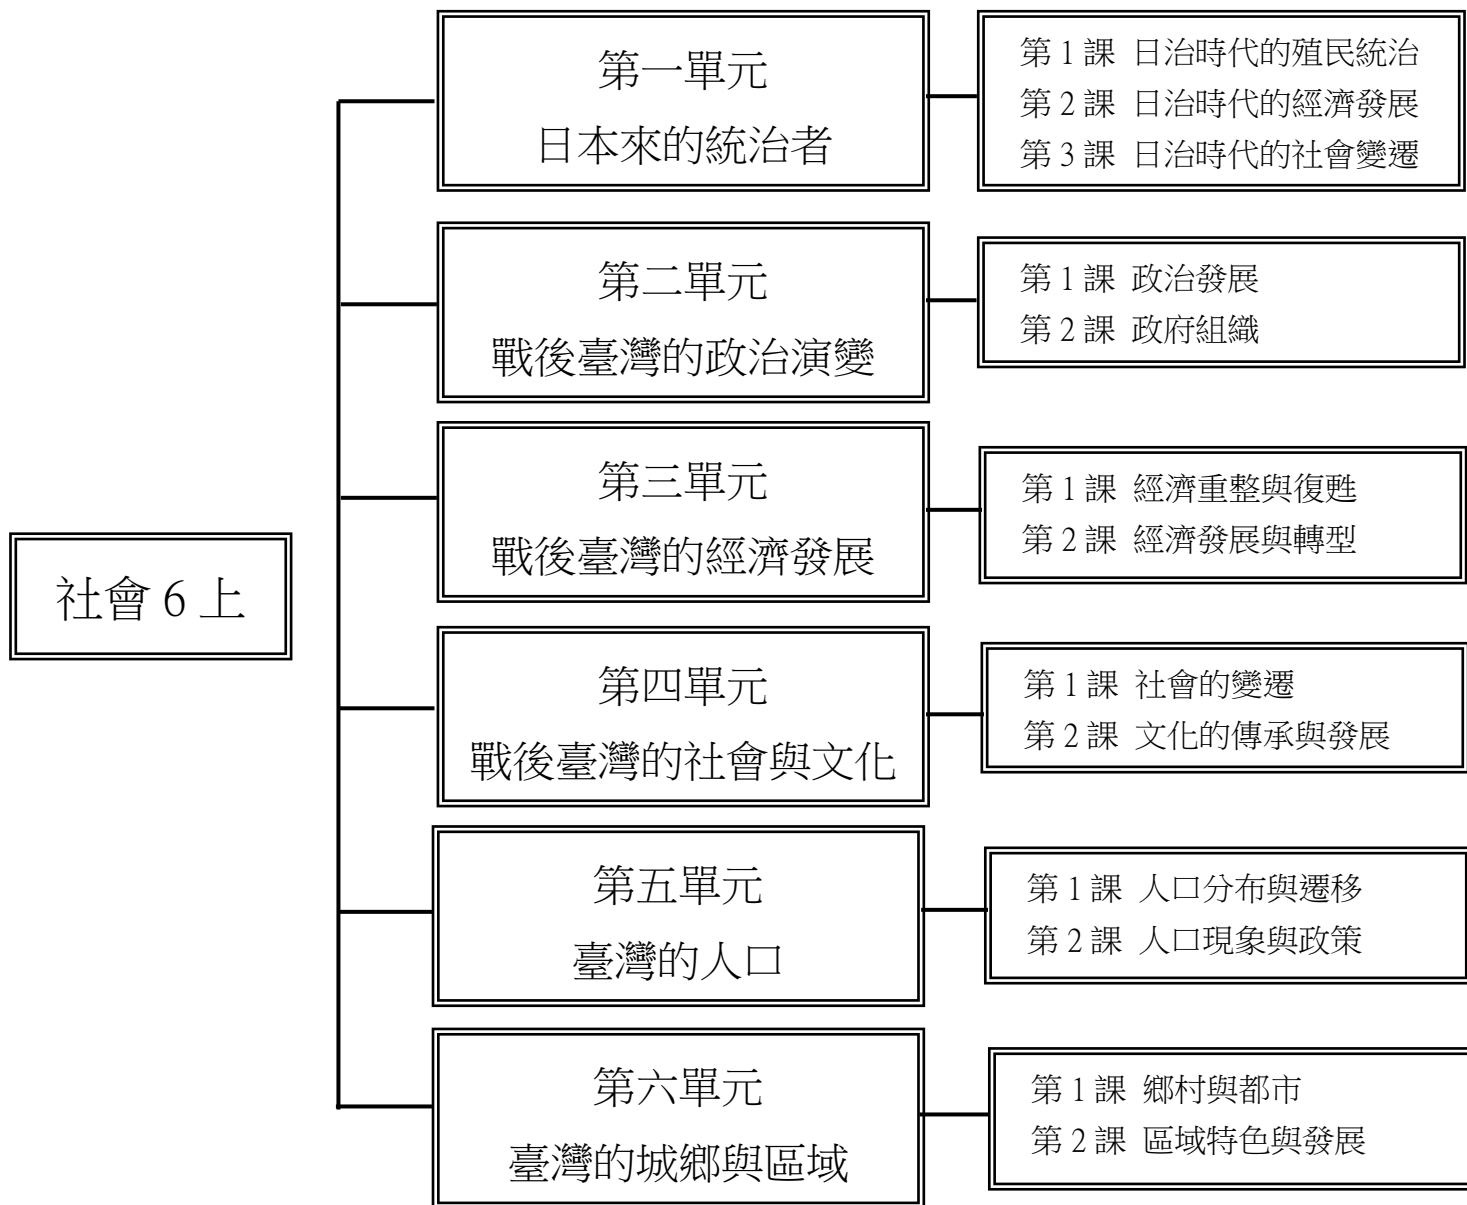 社會 6 上
第一單元
日本來的統治者
第 1 課 日治時代的殖民統治
第 2 課 日治時代的經濟發展
第 3 課 日治時代的社會變遷
第二單元
戰後臺灣的政治演變
第 1 課 政治發展
第 2 課 政府組織
第三單元
戰後臺灣的經濟發展
第 1 課 經濟重整與復甦
第 2 課 經濟發展與轉型
第四單元
戰後臺灣的社會與文化
第 1 課 社會的變遷
第 2 課 文化的傳承與發展
第五單元
臺灣的人口
第 1 課 人口分布與遷移
第 2 課 人口現象與政策
第六單元
臺灣的城鄉與區域
第 1 課 鄉村與都市
第 2 課 區域特色與發展